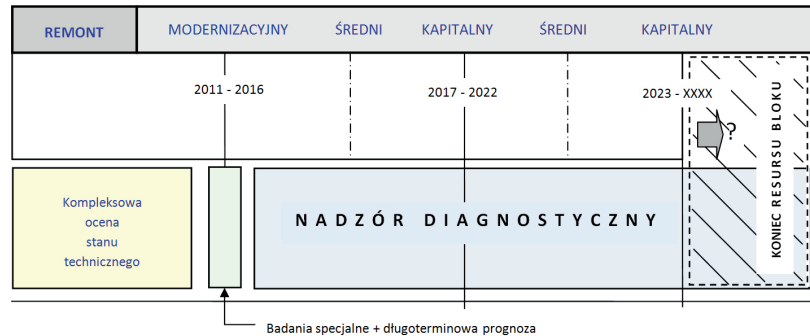 REMONT MODERNIZACYJNY ŚREDNI KAPITALNY ŚREDNI KAPITALNY
2011 - 2016 2017 - 2022 2023 - XXXX
?
KONIEC RESURSU BLOKU
Kompleksowa
ocena
stanu
technicznego
NADZÓR DIAGNOSTYCZNY
Badania specjalne + długoterminowa prognoza